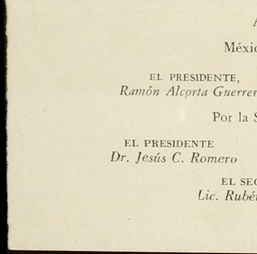 Méxic
EL PRESIDENTE,
Ramón Alcorta Guerrer
Por la S
EL PRESIDENTE
Dr. Jesús C. Romero
EL SEC
Lic. Rubé